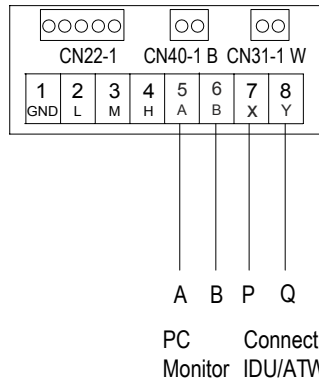 CN22-1 CN40-1 B CN31-1 W
1 2 3 4 5 6 7 8
GND L M H A B X Y
A B P Q
PC Connect
Monitor IDU/ATW